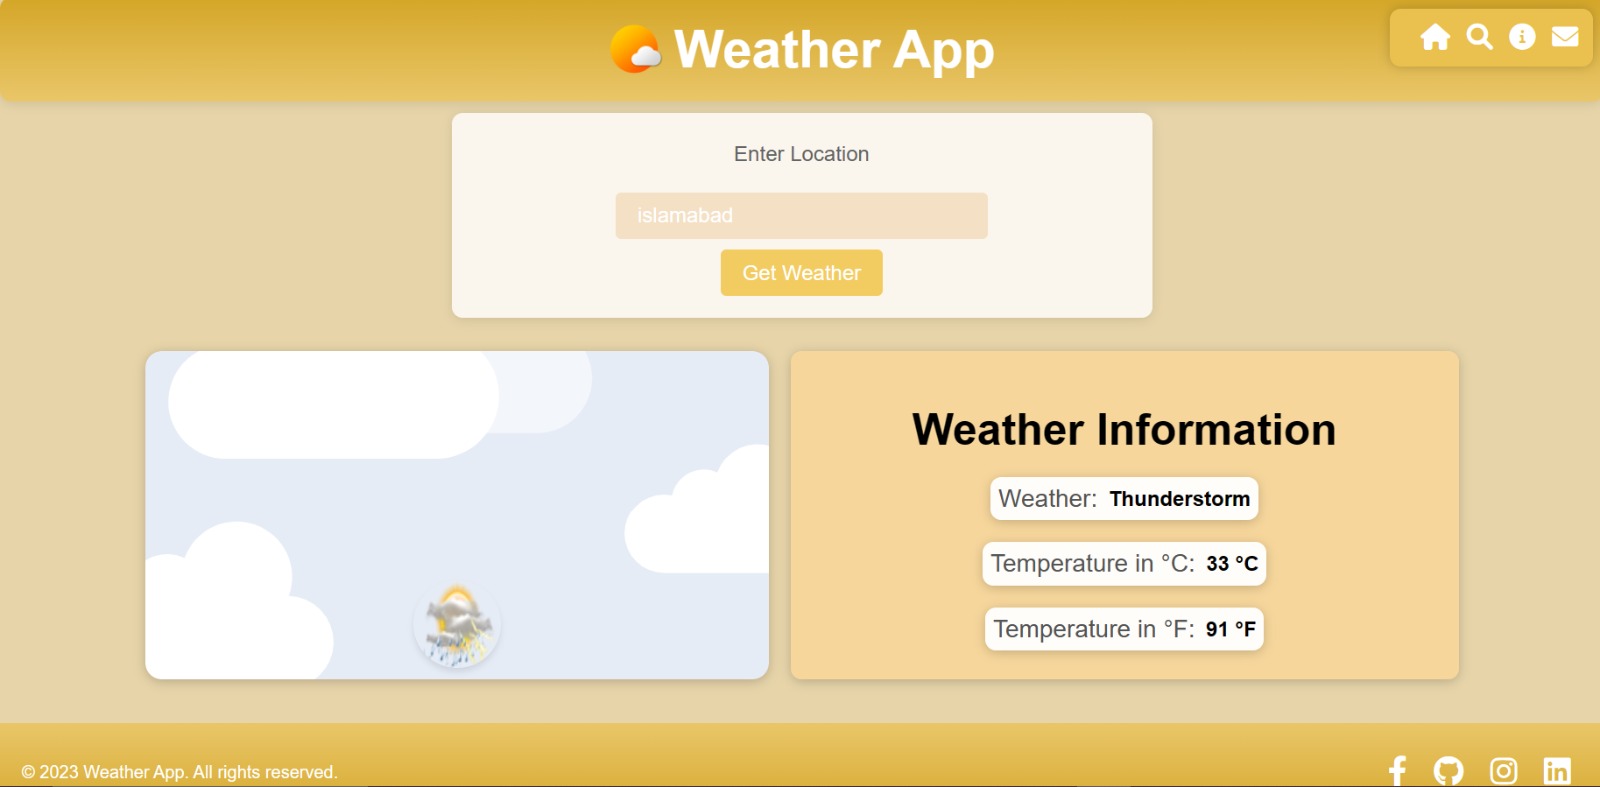 Weather App
Enter Location
islamabad
Get Weather
Weather Information
Weather: Thunderstorm
Temperature in °C: 33 °C
Temperature in °F: 91 °F
© 2023 Weather App. All rights reserved.